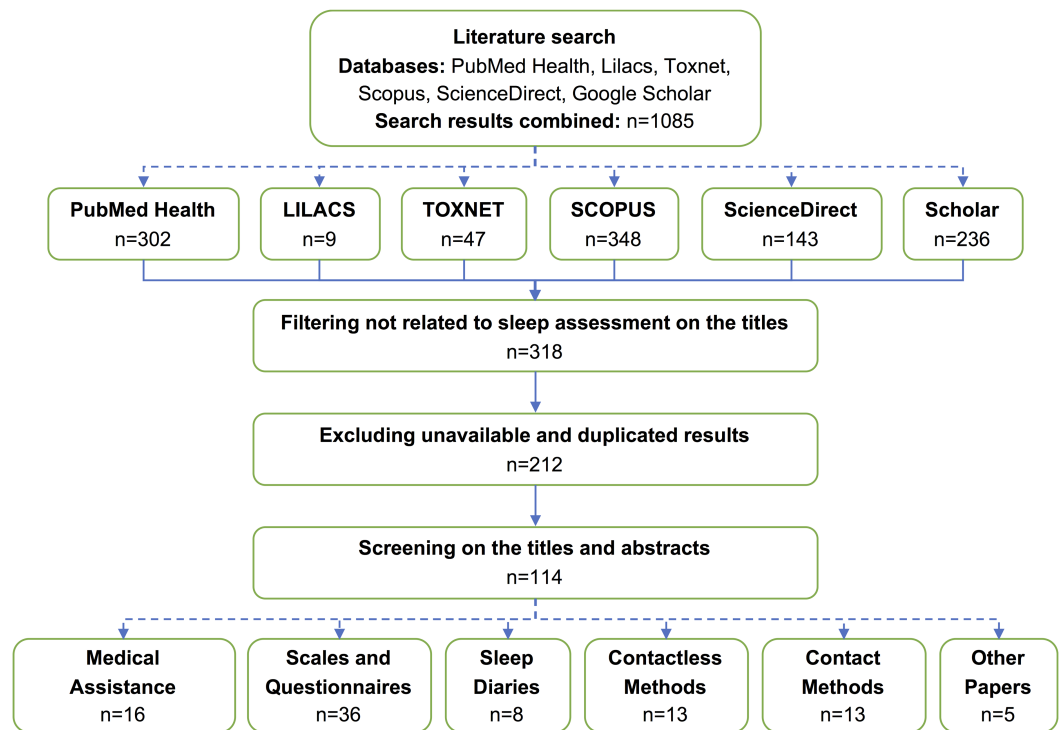 Literature search
Databases: PubMed Health, Lilacs, Toxnet,
Scopus, ScienceDirect, Google Scholar
Search results combined: n=1085
PubMed Health
n=302
LILACS
n=9
TOXNET
n=47
SCOPUS
n=348
ScienceDirect
n=143
Scholar
n=236
Filtering not related to sleep assessment on the titles
n=318
Excluding unavailable and duplicated results
n=212
Screening on the titles and abstracts
n=114
Medical
Assistance
n=16
Scales and
Questionnaires
n=36
Sleep
Diaries
n=8
Contactless
Methods
n=13
Contact
Methods
n=13
Other
Papers
n=5